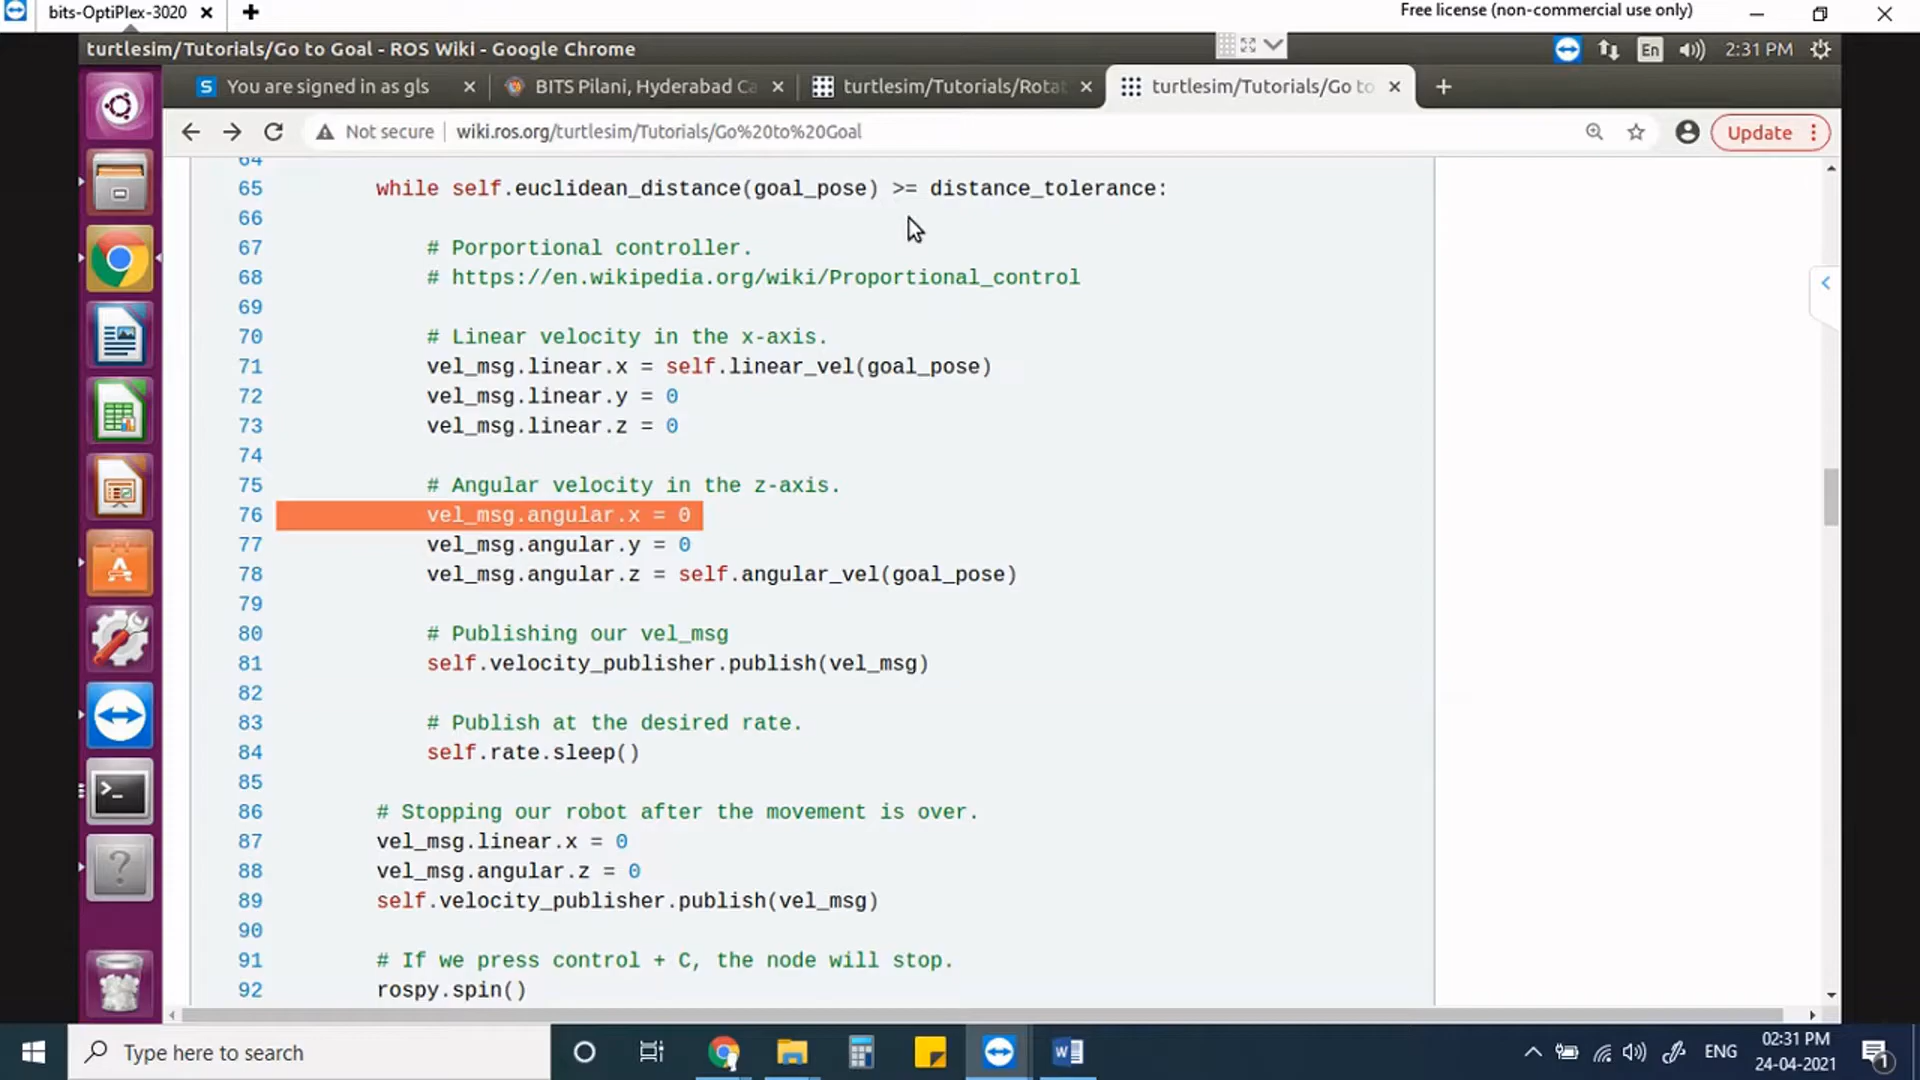 bits-OptiPlex-3020
Free license (non-commercial use only)
turtlesim/Tutorials/Go to Goal - ROS Wiki - Google Chrome
En
2:31 PM
You are signed in as gls
BITS Pilani, Hyderabad Ca
turtlesim/Tutorials/Rotat
turtlesim/Tutorials/Go to
Not secure
wiki.ros.org/turtlesim/Tutorials/Go%20to%20Goal
Update
64
65 while self.euclidean_distance(goal_pose) >= distance_tolerance:
66
67 # Porportional controller.
68 # https://en.wikipedia.org/wiki/Proportional_control
69
70 # Linear velocity in the x-axis.
71 vel_msg.linear.x = self.linear_vel(goal_pose)
72 vel_msg.linear.y = 0
73 vel_msg.linear.z = 0
74
75 # Angular velocity in the z-axis.
76 vel_msg.angular.x = 0
77 vel_msg.angular.y = 0
78 vel_msg.angular.z = self.angular_vel(goal_pose)
79
80 # Publishing our vel_msg
81 self.velocity_publisher.publish(vel_msg)
82
83 # Publish at the desired rate.
84 self.rate.sleep()
85
86 # Stopping our robot after the movement is over.
87 vel_msg.linear.x = 0
88 vel_msg.angular.z = 0
89 self.velocity_publisher.publish(vel_msg)
90
91 # If we press control + C, the node will stop.
92 rospy.spin()
Type here to search
ENG
02:31 PM
24-04-2021
1